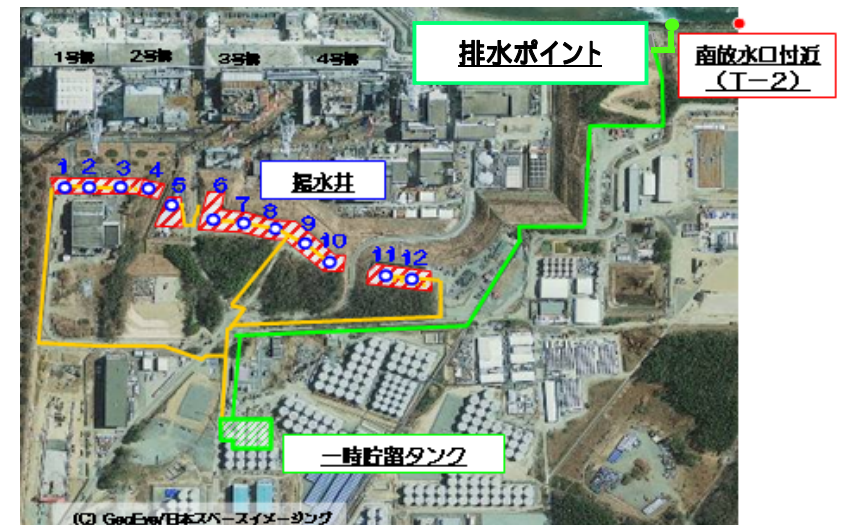 1号機 2号機 3号機 4号機
排水ポイント
南放水口付近
（T－2）
揚水井
1 2 3 4
5
6
7
8
9
10
11 12
一時貯留タンク
(C) GeoEye/日本スペースイメージング